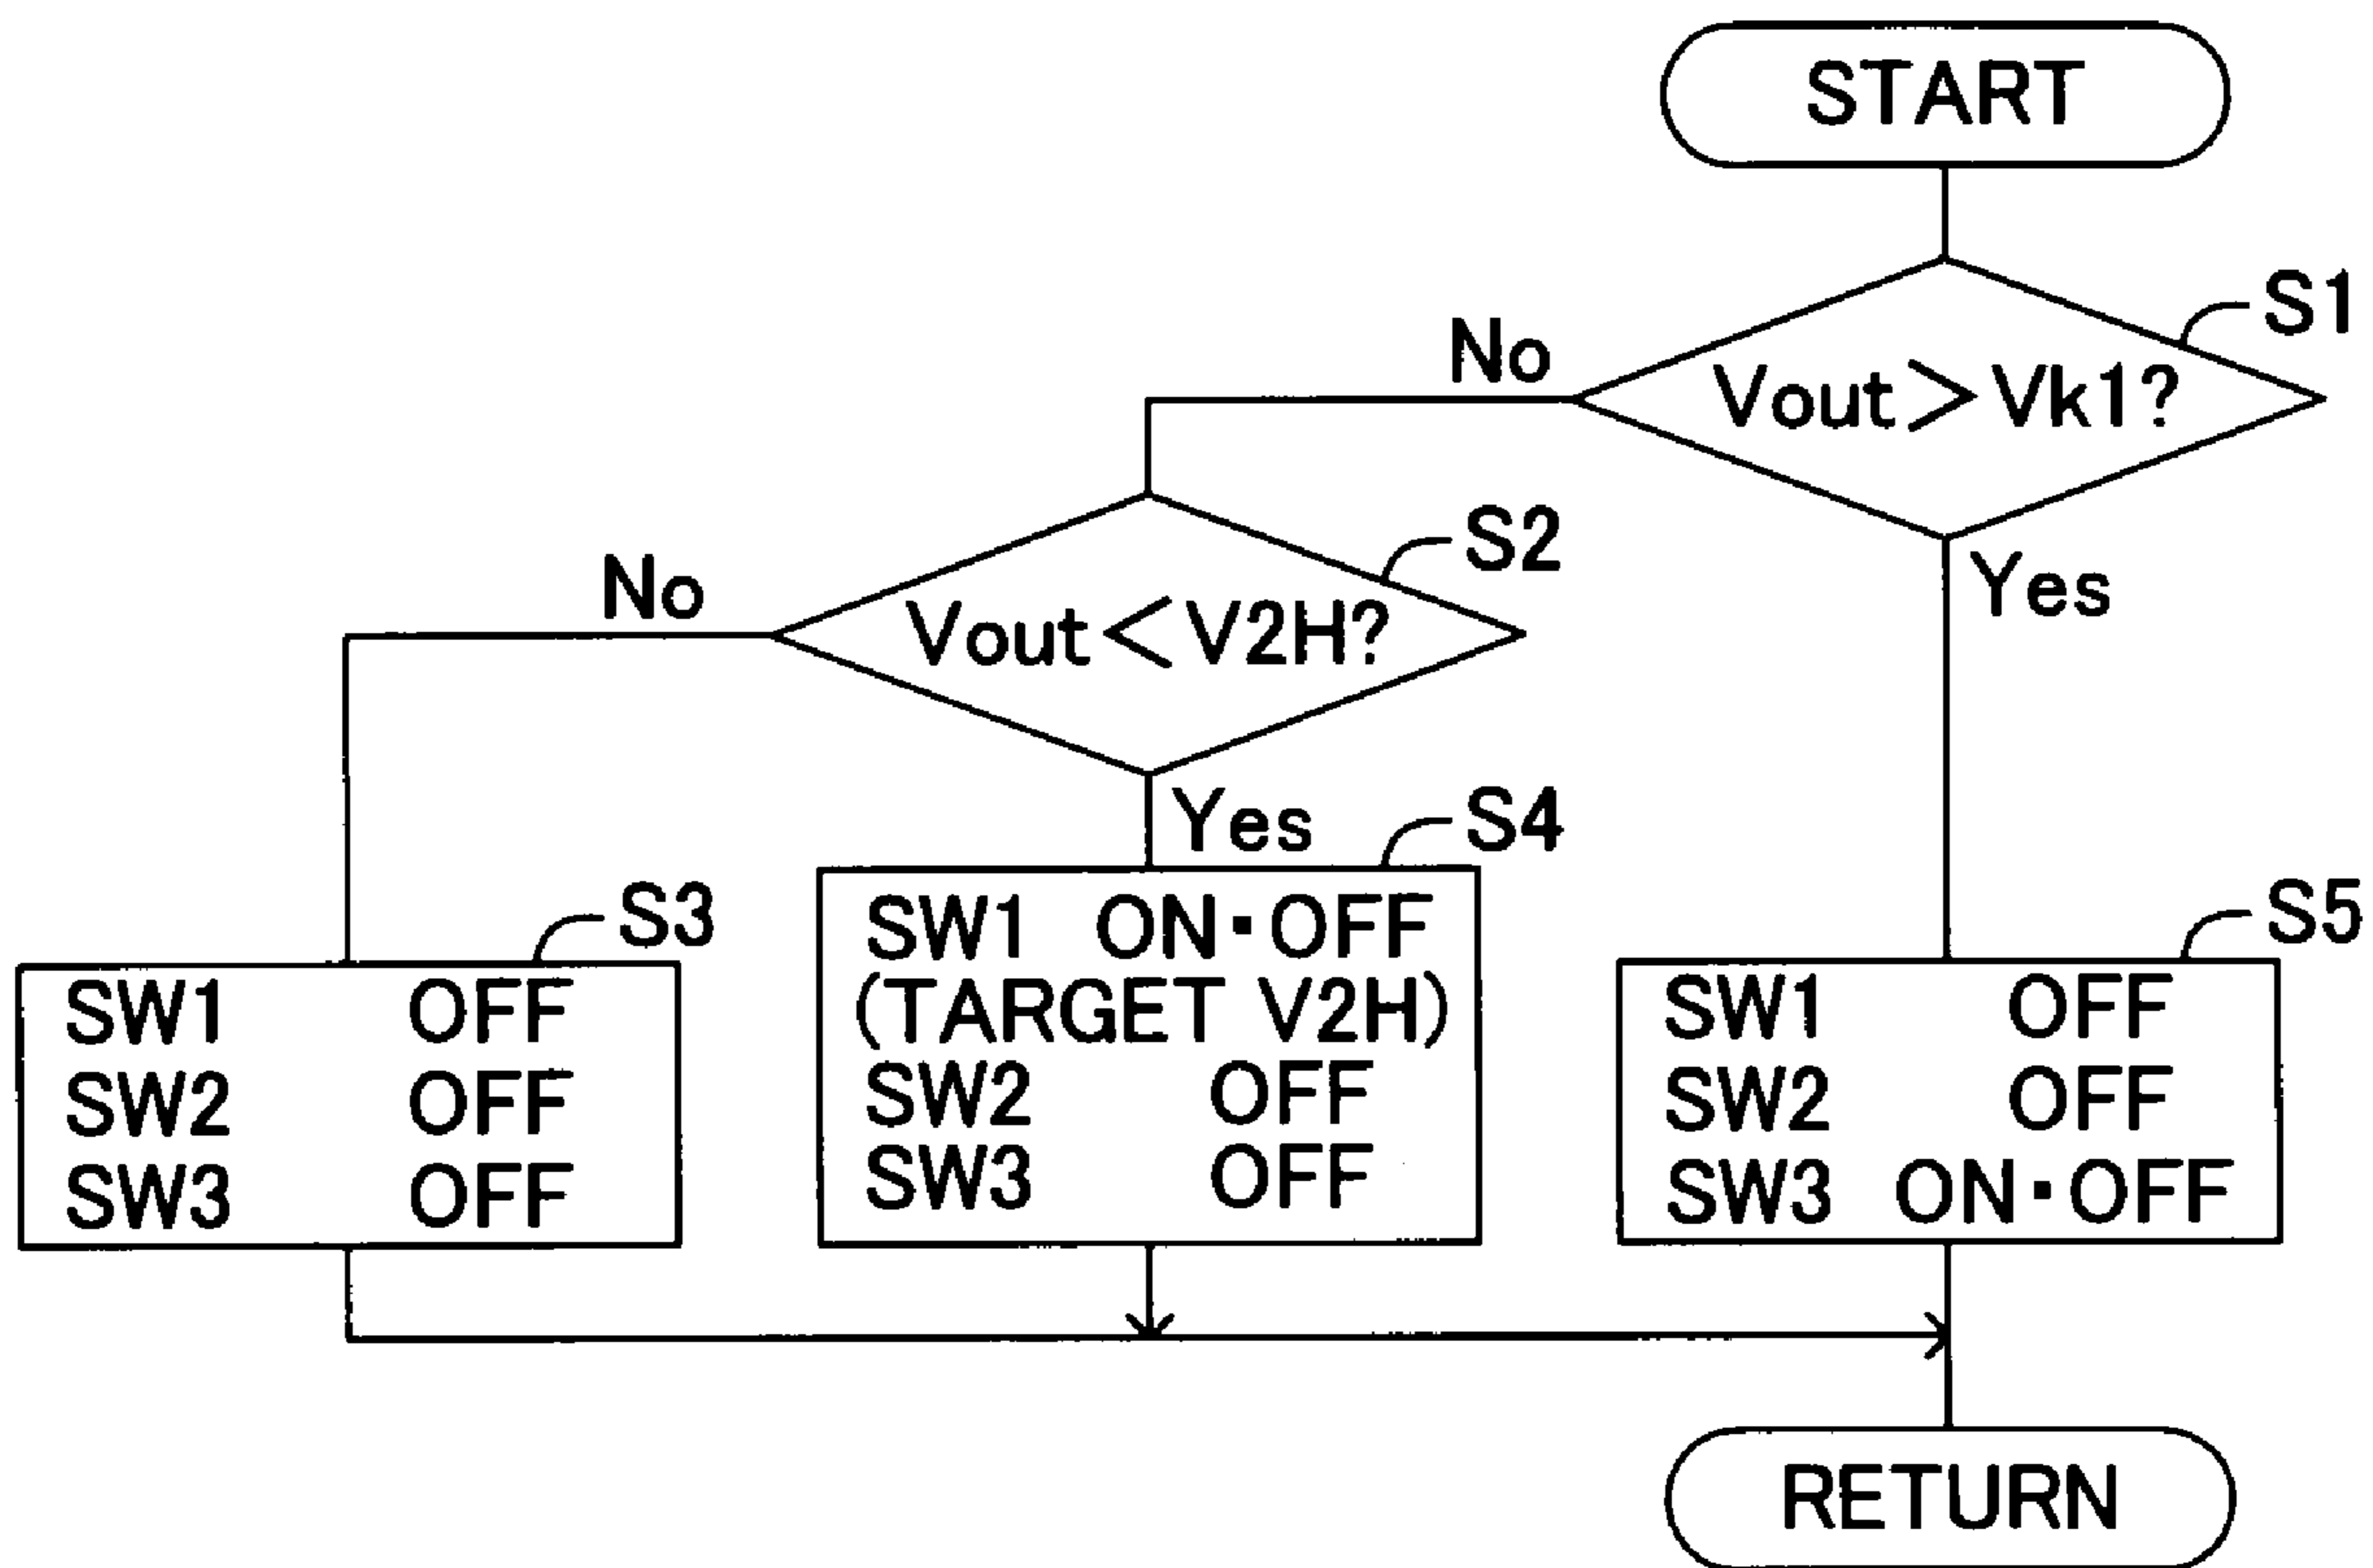 START
S1
No
Vout>Vk1?
S2
No
Yes
Vout<V2H?
Yes
S4
S3
S5
SW1 OFF
SW2 OFF
SW3 OFF
SW1 ON・OFF
(TARGET V2H)
SW2 OFF
SW3 OFF
SW1 OFF
SW2 OFF
SW3 ON・OFF
RETURN